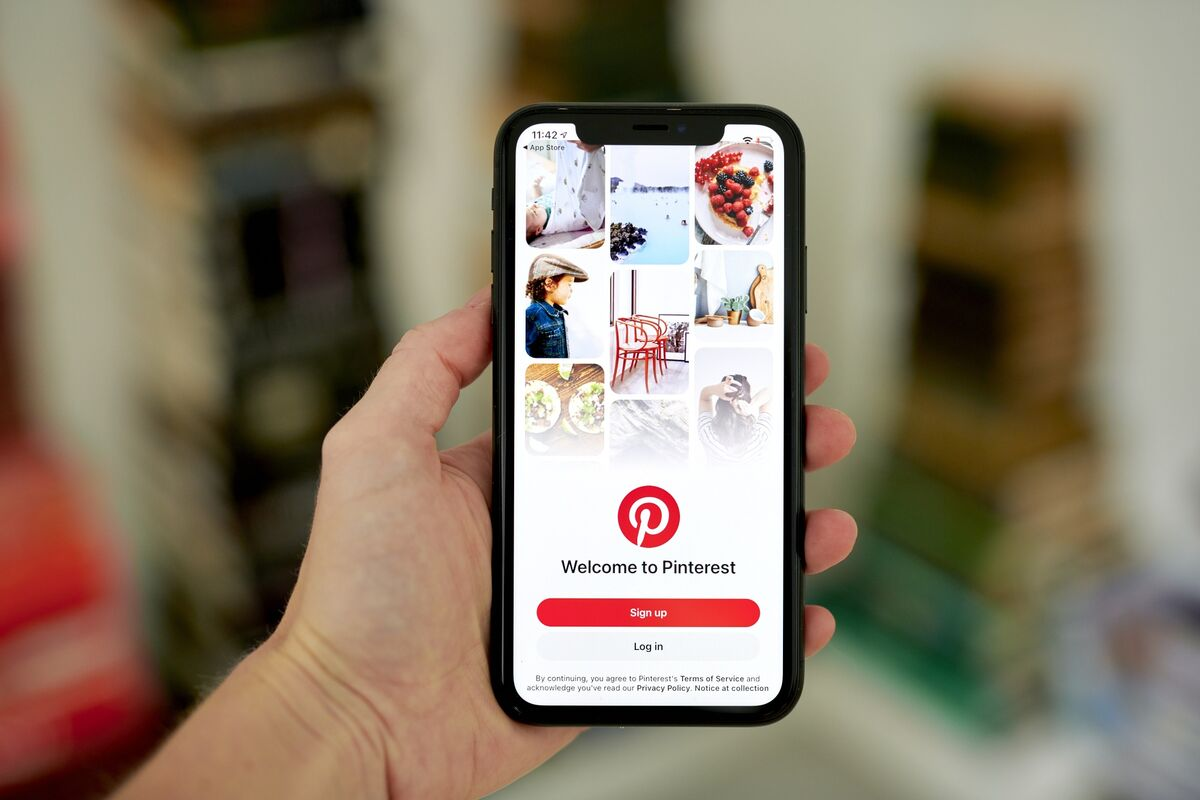 11:42
◀ App Store
Welcome to Pinterest
Sign up
Log in
By continuing, you agree to Pinterest's Terms of Service and
acknowledge you've read our Privacy Policy. Notice at collection